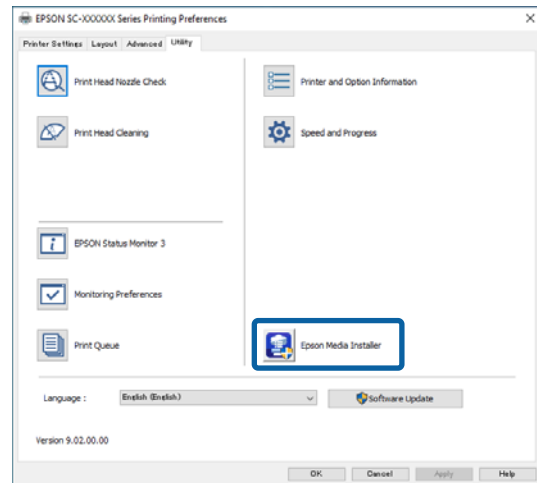 EPSON SC-XXXXXX Series Printing Preferences
Printer Settings Layout Advanced Utility
Print Head Nozzle Check
Printer and Option Information
Print Head Cleaning
Speed and Progress
EPSON Status Monitor 3
Monitoring Preferences
Print Queue
Epson Media Installer
Language :
English (English)
Software Update
Version 9.02.00.00
OK Cancel Apply Help